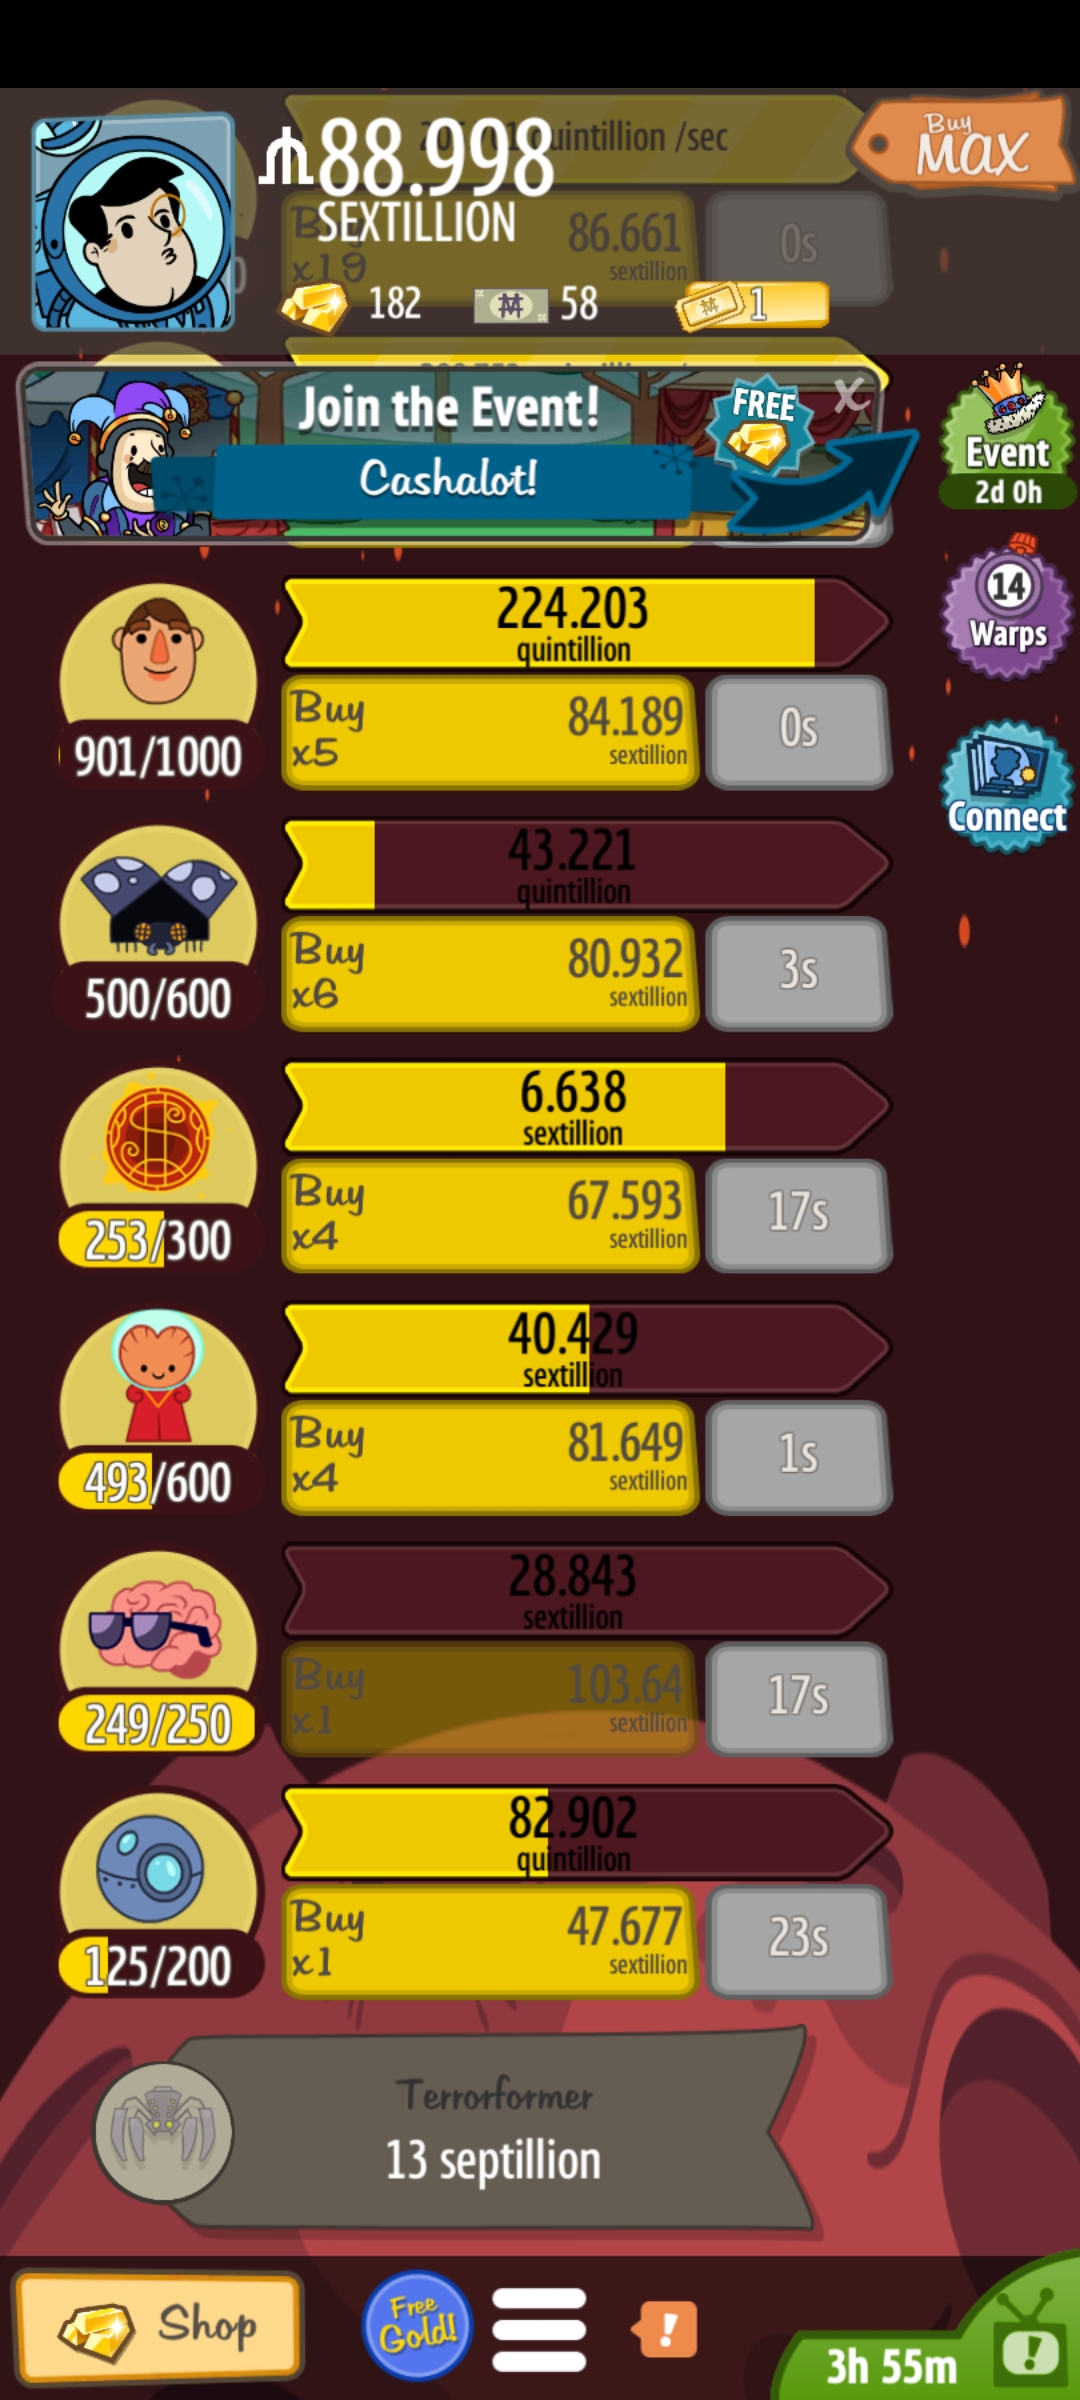 quintillion /sec
Buy
MAX
88.998
SEXTILLION
Buy
x19
86.661
sextillion
0s
182
58
1
Join the Event!
FREE
X
Cashalot!
Event
2d 0h
14
Warps
Connect
224.203
quintillion
Buy
x5
84.189
sextillion
0s
901/1000
43.221
quintillion
Buy
x6
80.932
sextillion
3s
500/600
6.638
sextillion
Buy
x4
67.593
sextillion
17s
253/300
40.429
sextillion
Buy
x4
81.649
sextillion
1s
493/600
28.843
sextillion
Buy
x1
103.64
sextillion
17s
249/250
82.902
quintillion
Buy
x1
47.677
sextillion
23s
125/200
Terrorformer
13 septillion
Shop
Free
Gold!
!
!
3h 55m